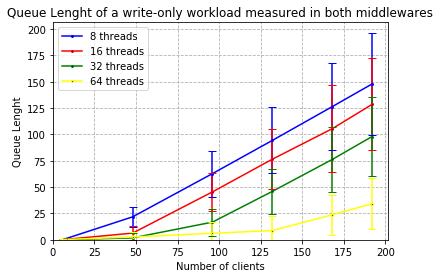 Queue Lenght of a write-only workload measured in both middlewares
200
175
150
125
100
75
50
25
0
Queue Lenght
8 threads
16 threads
32 threads
64 threads
0 25 50 75 100 125 150 175 200
Number of clients